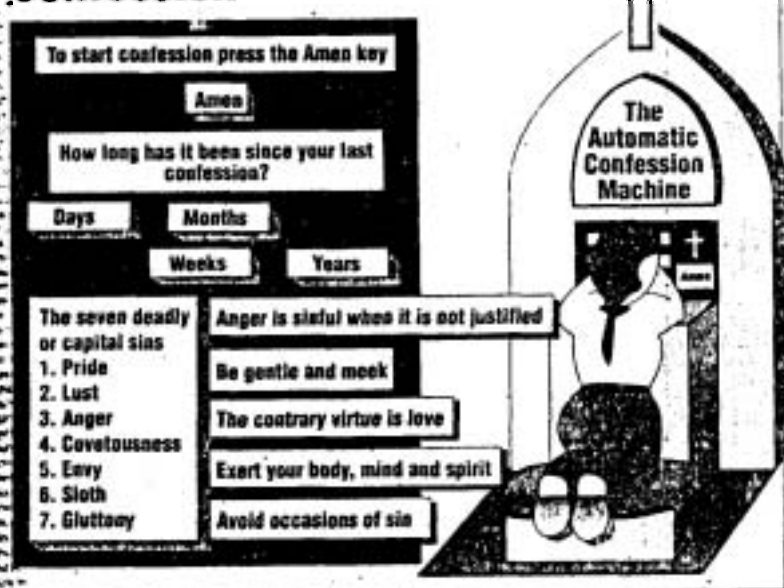 To start confession press the Amen key
Amen
How long has it been since your last
confession?
Days
Months
Weeks
Years
The seven deadly
or capital sins
1. Pride
2. Lust
3. Anger
4. Covetousness
5. Envy
6. Sloth
7. Gluttony
Anger is sinful when it is not justified
Be gentle and meek
The contrary virtue is love
Exert your body, mind and spirit
Avoid occasions of sin
The
Automatic
Confession
Machine